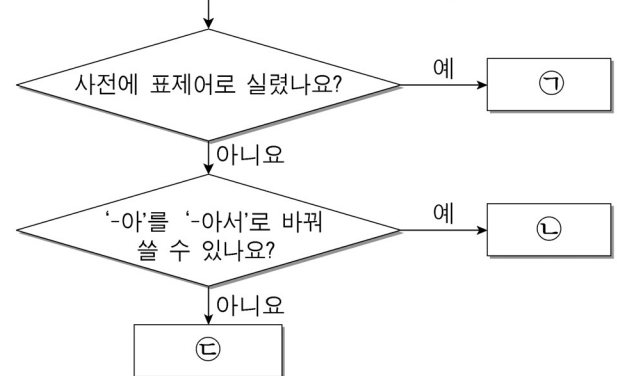 사전에 표제어로 실렸나요?
예
㉠
아니요
‘-아’를 ‘-아서’로 바꿔
쓸 수 있나요?
예
㉡
아니요
㉢